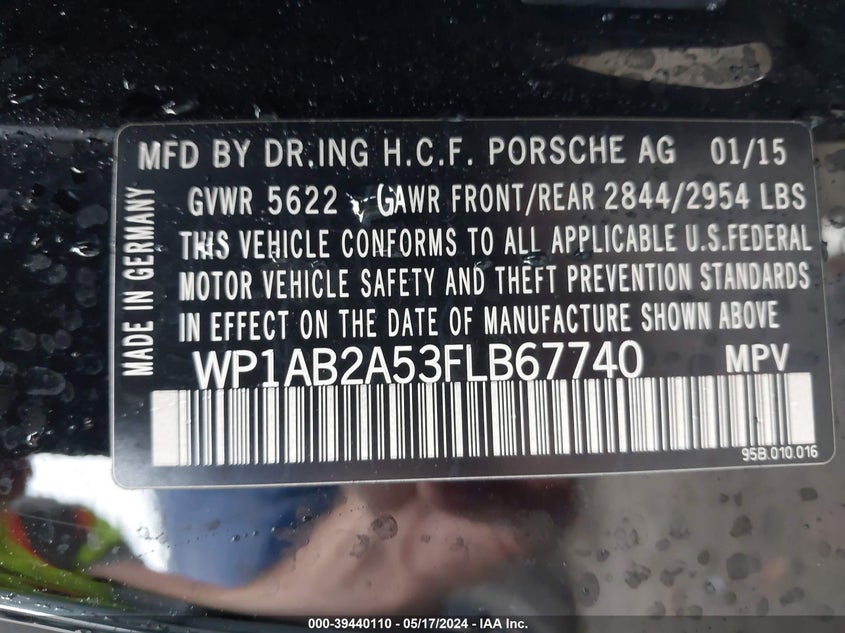 MFD BY DR.ING H.C.F. PORSCHE AG 01/15
GVWR 5622 GAWR FRONT/REAR 2844/2954 LBS
THIS VEHICLE CONFORMS TO ALL APPLICABLE U.S.FEDERAL
MOTOR VEHICLE SAFETY AND THEFT PREVENTION STANDARDS
IN EFFECT ON THE DATE OF MANUFACTURE SHOWN ABOVE
WP1AB2A53FLB67740 MPV
MADE IN GERMANY
95B.010.016
000-39440110 - 05/17/2024 - IAA Inc.